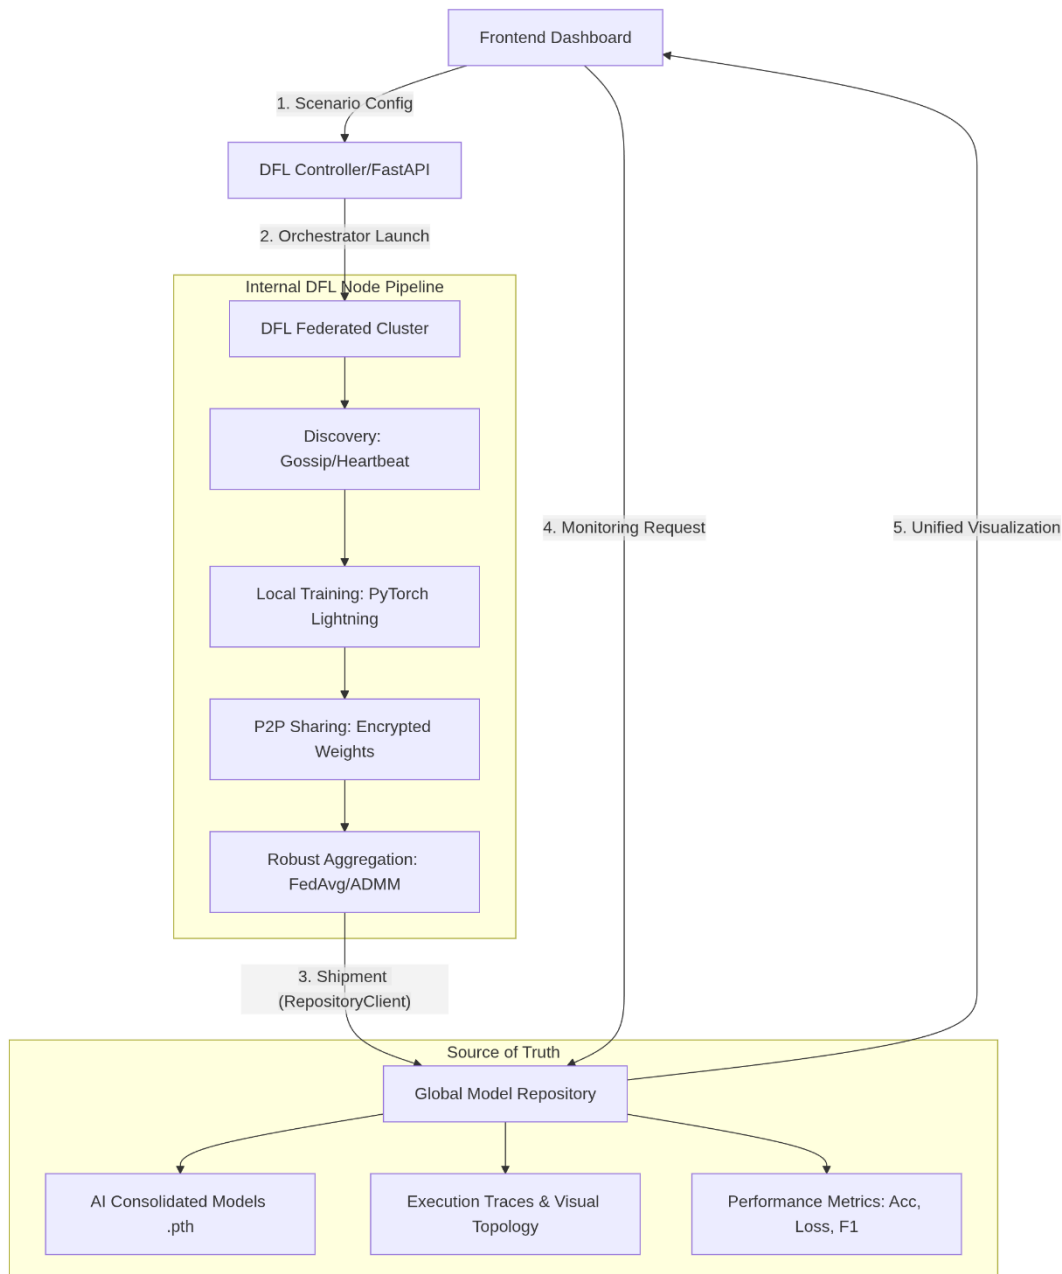 Frontend Dashboard
1. Scenario Config
DFL Controller/FastAPI
2. Orchestrator Launch
Internal DFL Node Pipeline
DFL Federated Cluster
Discovery:
Gossip/Heartbeat
4. Monitoring Request
5. Unified Visualization
Local Training: PyTorch
Lightning
P2P Sharing: Encrypted
Weights
Robust Aggregation:
FedAvg/ADMM
3. Shipment
(RepositoryClient)
Source of Truth
Global Model Repository
AI Consolidated Models
.pth
Execution Traces & Visual
Topology
Performance Metrics: Acc,
Loss, F1